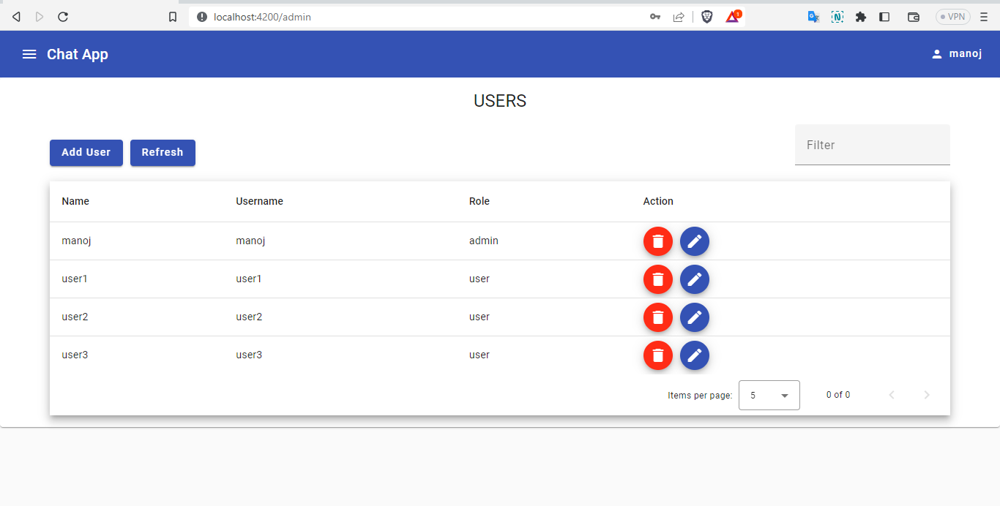 localhost:4200/admin
1
VPN
Chat App
manoj
USERS
Add User
Refresh
Filter
Name Username Role Action
manoj manoj admin
user1 user1 user
user2 user2 user
user3 user3 user
Items per page: 5 0 of 0